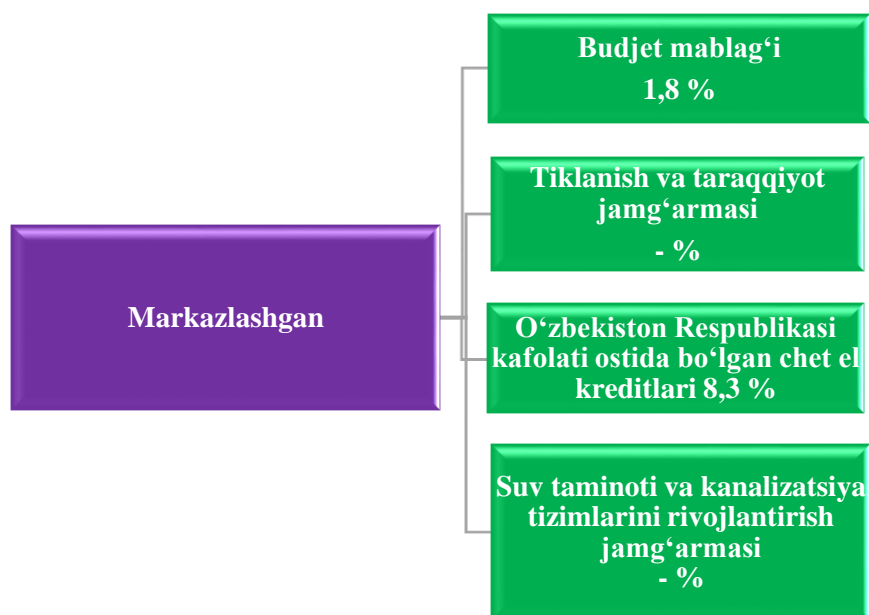 Budjet mablag‘i
1,8 %
Tiklanish va taraqqiyot
jamg‘armasi
- %
Markazlashgan
O‘zbekiston Respublikasi
kafolati ostida bo‘lgan chet el
kreditlari 8,3 %
Suv taminoti va kanalizatsiya
tizimlarini rivojlantirish
jamg‘armasi
- %